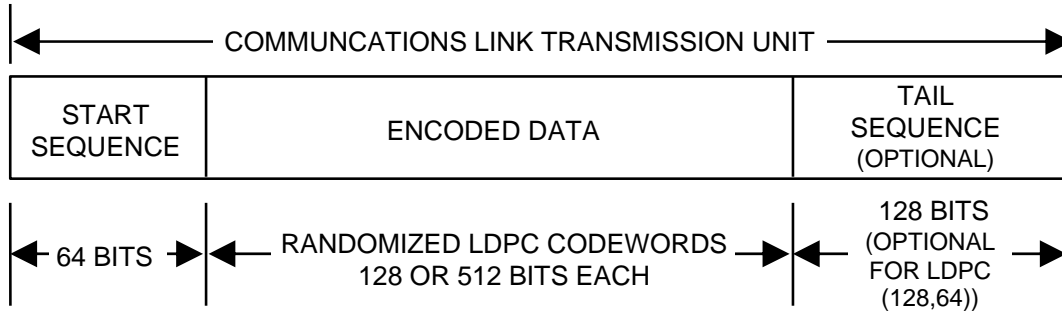 COMMUNCATIONS LINK TRANSMISSION UNIT
START
SEQUENCE
ENCODED DATA
TAIL
SEQUENCE
(OPTIONAL)
64 BITS
RANDOMIZED LDPC CODEWORDS
128 OR 512 BITS EACH
128 BITS
(OPTIONAL
FOR LDPC
(128,64))